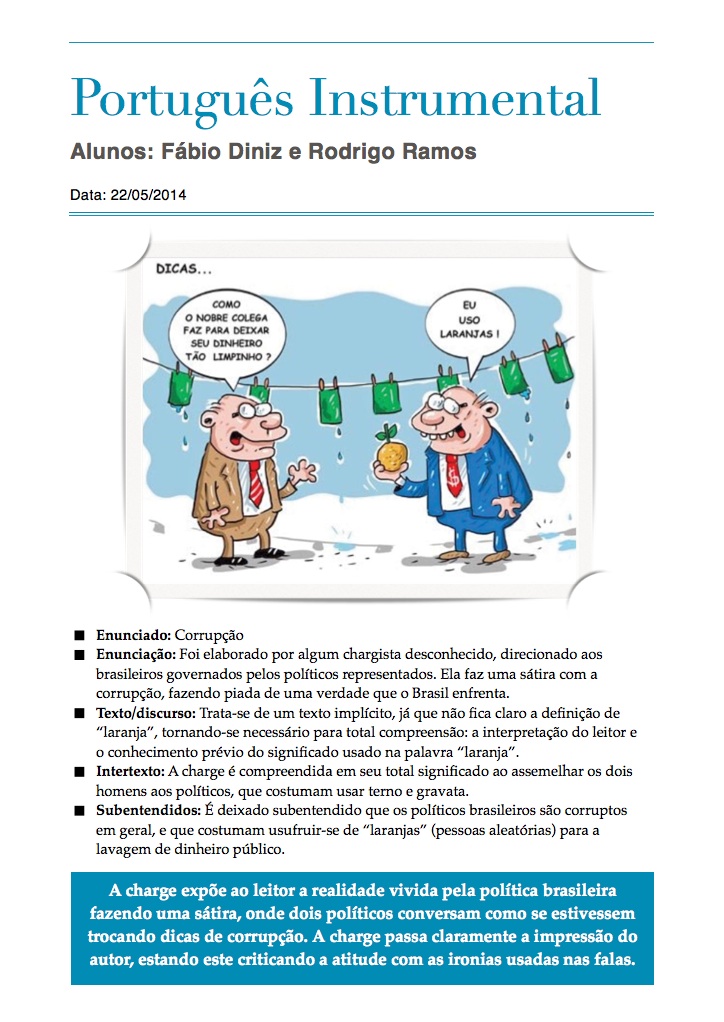 Português Instrumental
Alunos: Fábio Diniz e Rodrigo Ramos
Data: 22/05/2014
DICAS...
COMO
O NOBRE COLEGA
FAZ PARA DEIXAR
SEU DINHEIRO
TÃO LIMPINHO ?
EU
USO
LARANJAS !
$
■ Enunciado: Corrupção
■ Enunciação: Foi elaborado por algum chargista desconhecido, direcionado aos
brasileiros governados pelos políticos representados. Ela faz uma sátira com a
corrupção, fazendo piada de uma verdade que o Brasil enfrenta.
■ Texto/discurso: Trata-se de um texto implícito, já que não fica claro a definição de
“laranja”, tornando-se necessário para total compreensão: a interpretação do leitor e
o conhecimento prévio do significado usado na palavra “laranja”.
■ Intertexto: A charge é compreendida em seu total significado ao assemelhar os dois
homens aos políticos, que costumam usar terno e gravata.
■ Subentendidos: É deixado subentendido que os políticos brasileiros são corruptos
em geral, e que costumam usufruir-se de “laranjas” (pessoas aleatórias) para a
lavagem de dinheiro público.
A charge expõe ao leitor a realidade vivida pela política brasileira
fazendo uma sátira, onde dois políticos conversam como se estivessem
trocando dicas de corrupção. A charge passa claramente a impressão do
autor, estando este criticando a atitude com as ironias usadas nas falas.